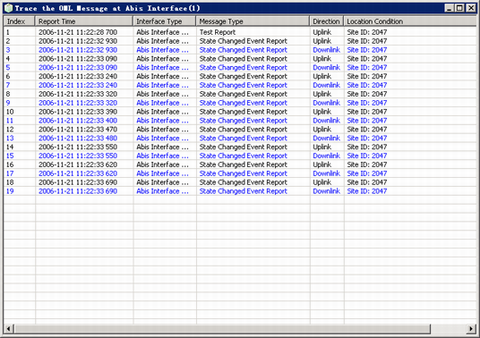 Trace the OML Message at Abis Interface(1)
Index Report Time Interface Type Message Type Direction Location Condition
1 2006-11-21 11:22:28 700 Abis Interface ... Test Report Uplink Site ID: 2047
2 2006-11-21 11:22:32 930 Abis Interface ... State Changed Event Report Uplink Site ID: 2047
3 2006-11-21 11:22:32 930 Abis Interface ... State Changed Event Report Downlink Site ID: 2047
4 2006-11-21 11:22:33 090 Abis Interface ... State Changed Event Report Uplink Site ID: 2047
5 2006-11-21 11:22:33 090 Abis Interface ... State Changed Event Report Downlink Site ID: 2047
6 2006-11-21 11:22:33 240 Abis Interface ... State Changed Event Report Uplink Site ID: 2047
7 2006-11-21 11:22:33 240 Abis Interface ... State Changed Event Report Downlink Site ID: 2047
8 2006-11-21 11:22:33 320 Abis Interface ... State Changed Event Report Uplink Site ID: 2047
9 2006-11-21 11:22:33 320 Abis Interface ... State Changed Event Report Downlink Site ID: 2047
10 2006-11-21 11:22:33 390 Abis Interface ... State Changed Event Report Uplink Site ID: 2047
11 2006-11-21 11:22:33 400 Abis Interface ... State Changed Event Report Downlink Site ID: 2047
12 2006-11-21 11:22:33 470 Abis Interface ... State Changed Event Report Uplink Site ID: 2047
13 2006-11-21 11:22:33 480 Abis Interface ... State Changed Event Report Downlink Site ID: 2047
14 2006-11-21 11:22:33 550 Abis Interface ... State Changed Event Report Uplink Site ID: 2047
15 2006-11-21 11:22:33 550 Abis Interface ... State Changed Event Report Downlink Site ID: 2047
16 2006-11-21 11:22:33 620 Abis Interface ... State Changed Event Report Uplink Site ID: 2047
17 2006-11-21 11:22:33 620 Abis Interface ... State Changed Event Report Downlink Site ID: 2047
18 2006-11-21 11:22:33 690 Abis Interface ... State Changed Event Report Uplink Site ID: 2047
19 2006-11-21 11:22:33 690 Abis Interface ... State Changed Event Report Downlink Site ID: 2047